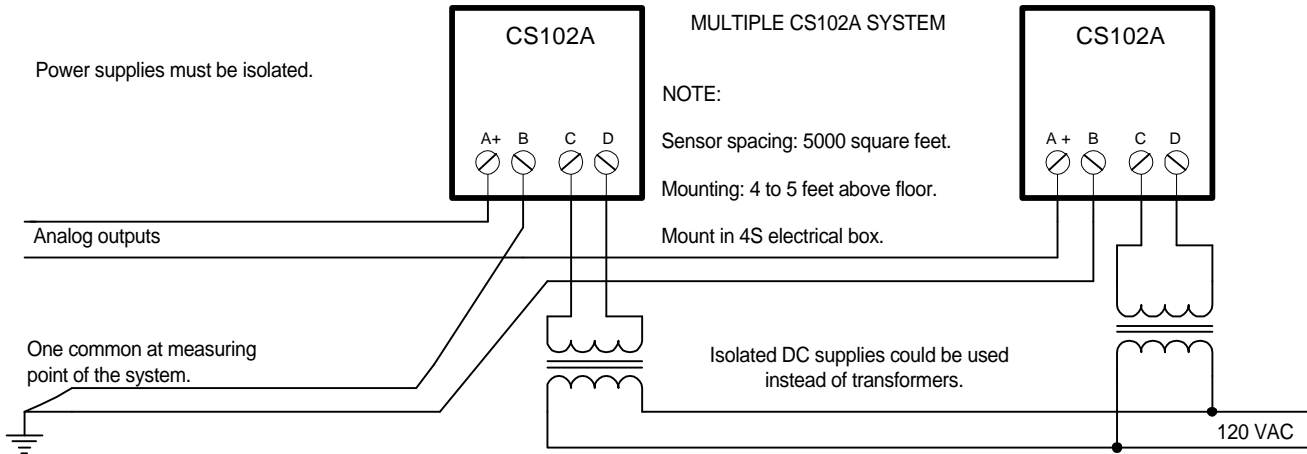 MULTIPLE CS102A SYSTEM
CS102A
CS102A
Power supplies must be isolated.
NOTE:
A+ B C D
Sensor spacing: 5000 square feet.
A + B C D
Mounting: 4 to 5 feet above floor.
Analog outputs
Mount in 4S electrical box.
One common at measuring
point of the system.
Isolated DC supplies could be used
instead of transformers.
120 VAC